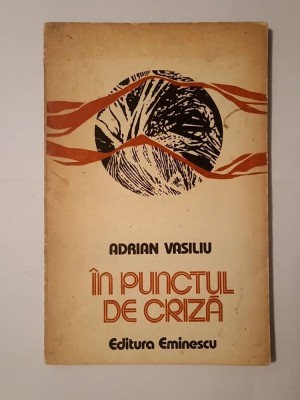 ADRIAN VASILIU
ÎN PUNCTUL
DE CRIZĂ
Editura Eminescu